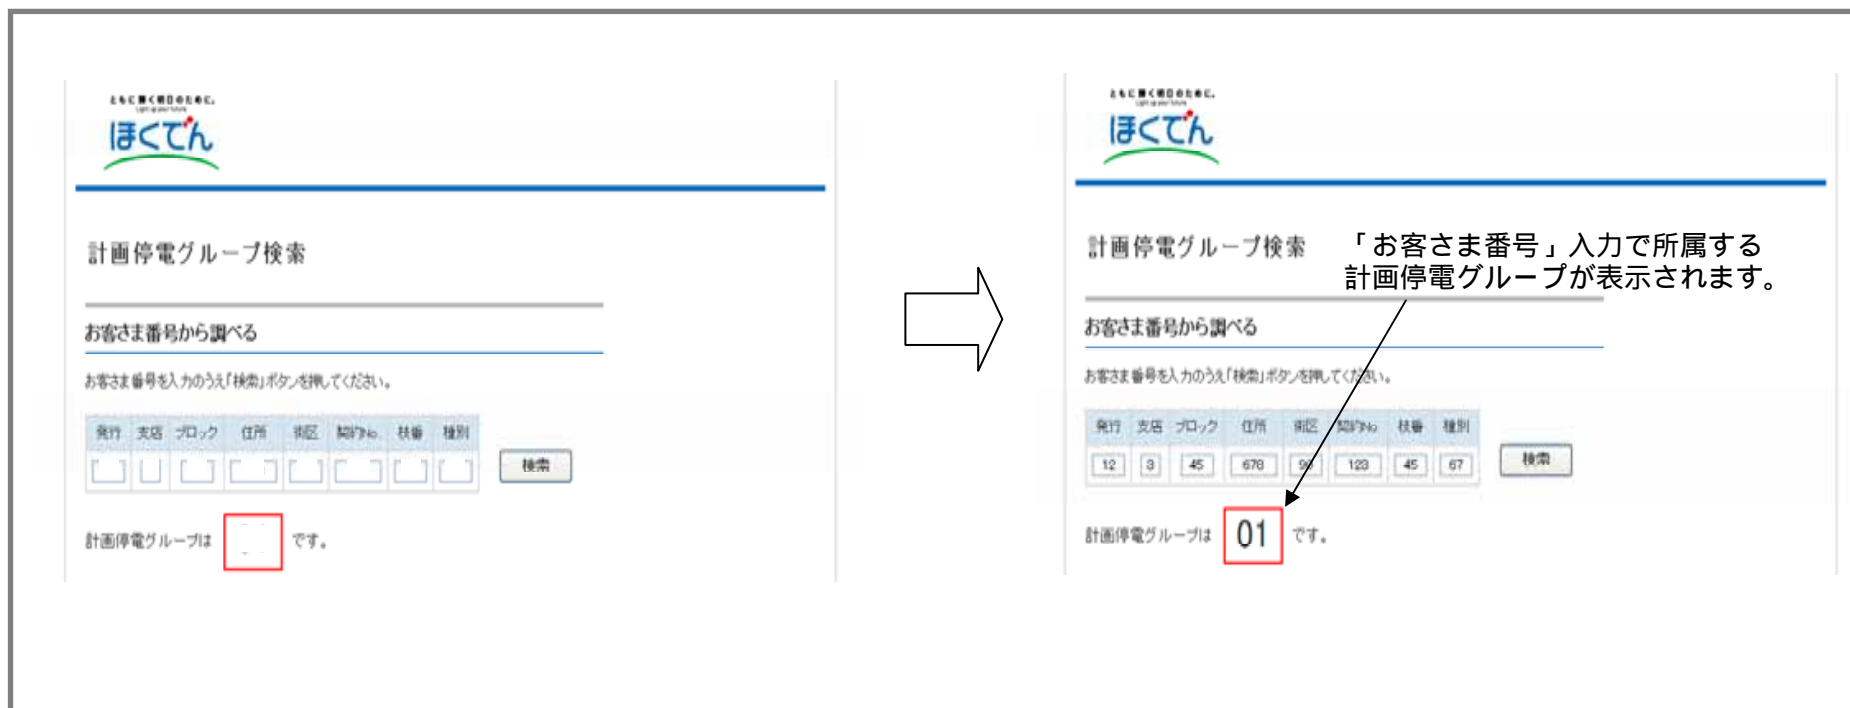 ともに輝く明日のために。
Light up your future
ほくでん
計画停電グループ検索
お客さま番号から調べる
お客さま番号を入力のうえ「検索」ボタンを押してください。
発行 支店 ブロック 住所 街区 契約No. 枝番 種別
検索
計画停電グループは です。
ともに輝く明日のために。
Light up your future
ほくでん
計画停電グループ検索
「お客さま番号」入力で所属する
計画停電グループが表示されます。
お客さま番号から調べる
お客さま番号を入力のうえ「検索」ボタンを押してください。
発行 支店 ブロック 住所 街区 契約No 枝番 種別
12 3 45 678 90 123 45 67 検索
計画停電グループは 01 です。